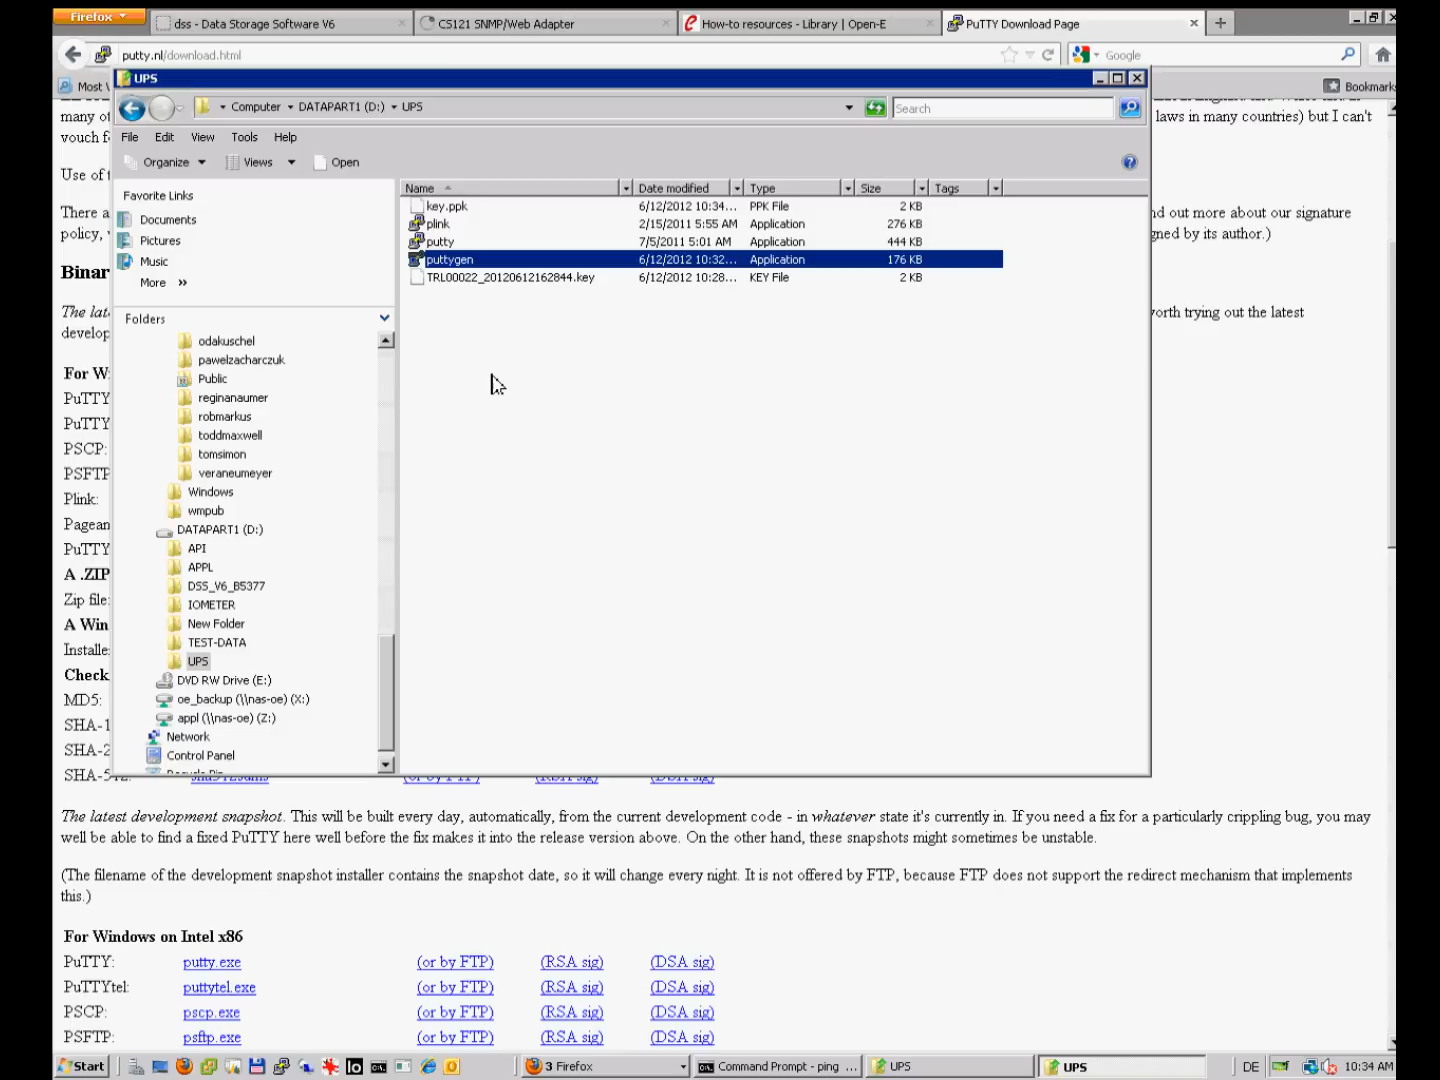 Firefox
dss - Data Storage Software V6
CS121 SNMP/Web Adapter
How-to resources - Library | Open-E
PuTTY Download Page
putty.nl/download.html
Google
Most
Bookmarks
UPS
Computer
DATAPART1 (D:)
UPS
Search
many
laws in many countries) but I can't
vouch
File
Edit
View
Tools
Help
Organize
Views
Open
Use of
Favorite Links
Name
Date modified
Type
Size
Tags
Documents
Pictures
Music
More »
key.ppk 6/12/2012 10:34... PPK File 2 KB
plink 2/15/2011 5:55 AM Application 276 KB
putty 7/5/2011 5:01 AM Application 444 KB
puttygen 6/12/2012 10:32... Application 176 KB
TRL00022_20120612162844.key 6/12/2012 10:28... KEY File 2 KB
There a
nd out more about our signature
policy,
gned by its author.)
Binar
The lat
orth trying out the latest
develop
Folders
odakuschel
pawelzacharczuk
Public
reginanaumer
robmarkus
toddmaxwell
tomsimon
veraneumeyer
Windows
wmpub
DATAPART1 (D:)
API
APPL
DSS_V6_B5377
IOMETER
New Folder
TEST-DATA
UPS
DVD RW Drive (E:)
oe_backup (\\nas-oe) (X:)
appl (\\nas-oe) (Z:)
Network
Control Panel
For W
PuTTY
PuTTY
PSCP:
PSFTP
Plink:
Pagean
PuTTY
A .ZIP
Zip file:
A Win
Installe
Check
MD5:
SHA-1
SHA-2
The latest development snapshot. This will be built every day, automatically, from the current development code - in whatever state it's currently in. If you need a fix for a particularly crippling bug, you may
well be able to find a fixed PuTTY here well before the fix makes it into the release version above. On the other hand, these snapshots might sometimes be unstable.
(The filename of the development snapshot installer contains the snapshot date, so it will change every night. It is not offered by FTP, because FTP does not support the redirect mechanism that implements
this.)
For Windows on Intel x86
PuTTY: putty.exe (or by FTP) (RSA sig) (DSA sig)
PuTTYtel: puttytel.exe (or by FTP) (RSA sig) (DSA sig)
PSCP: pscp.exe (or by FTP) (RSA sig) (DSA sig)
PSFTP: psftp.exe (or by FTP) (RSA sig) (DSA sig)
Start
3 Firefox
Command Prompt - ping ...
UPS
UPS
DE
10:34 AM